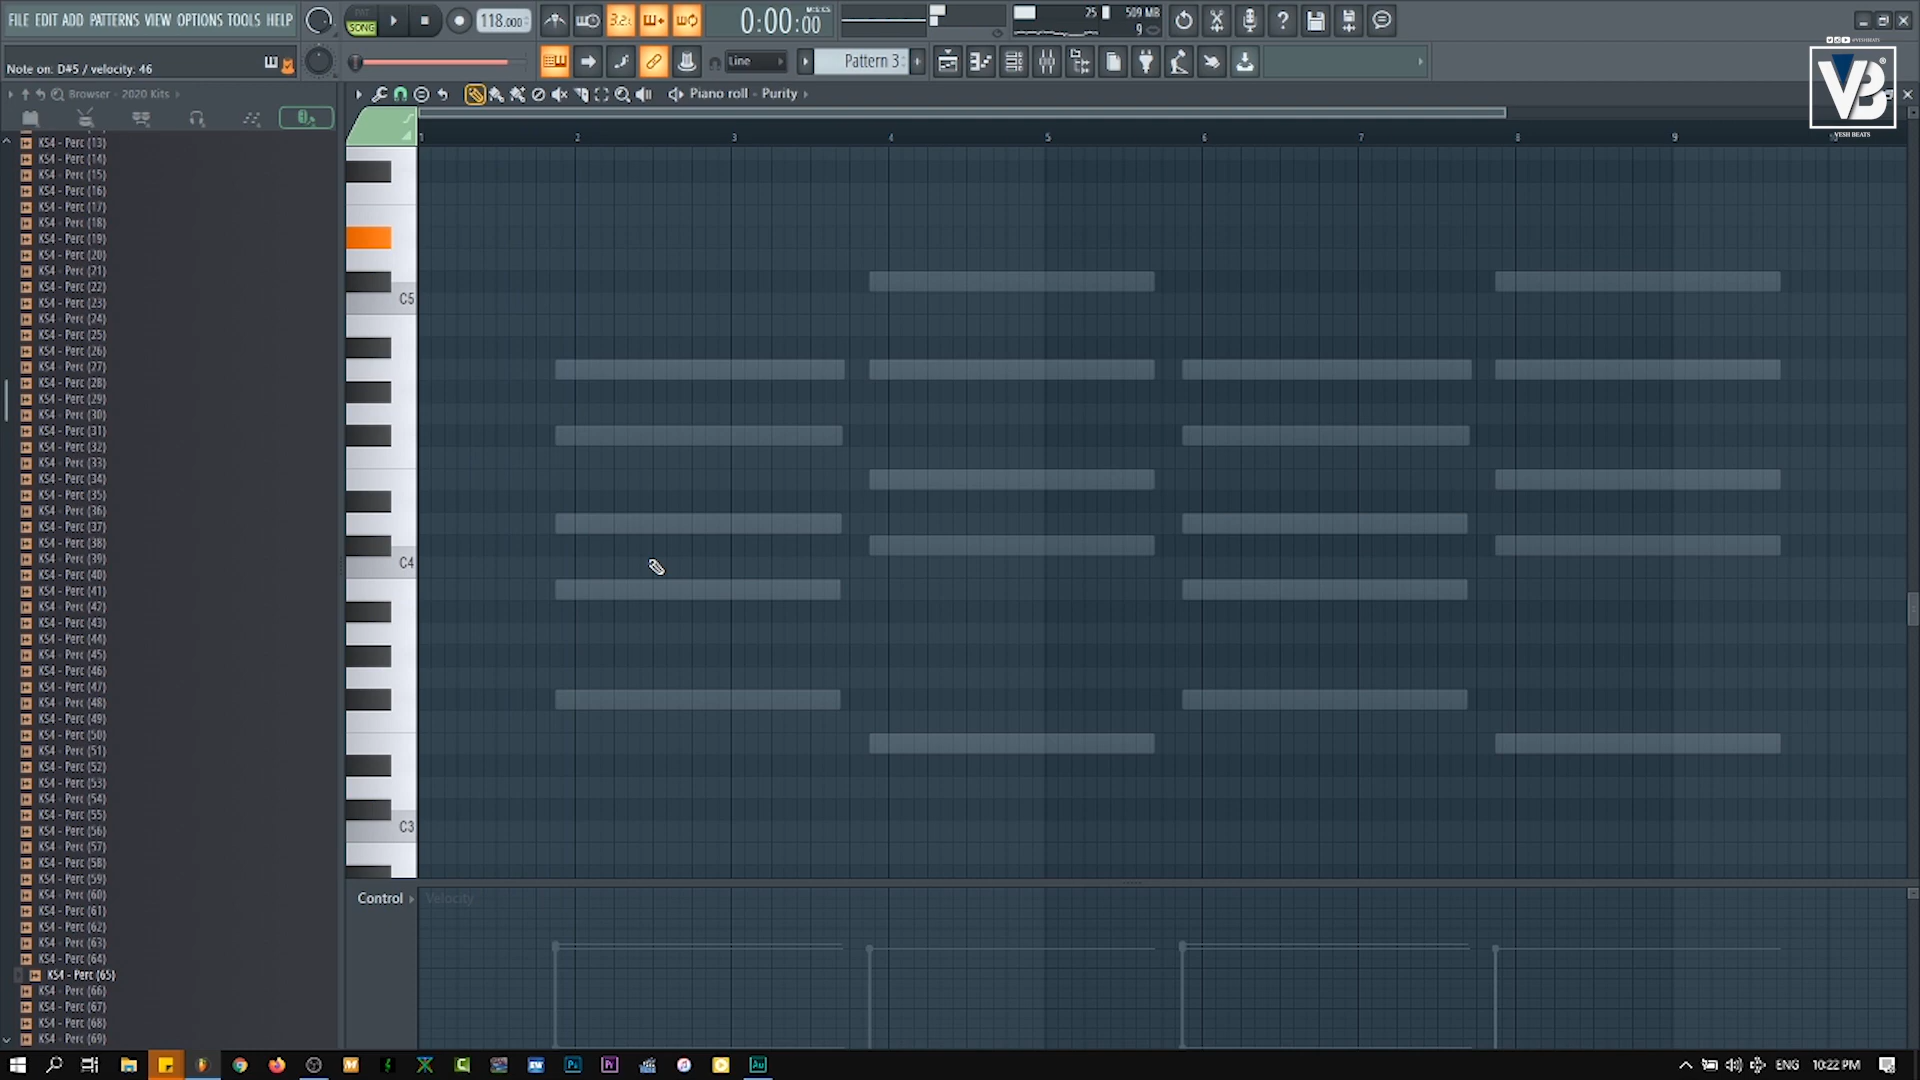 FILE EDIT ADD PATTERNS VIEW OPTIONS TOOLS HELP
PAT
SONG
118.000
3.2.
0:00:00
M:S:CS
25
509 MB
9
Note on: D#5 / velocity: 46
Line
Pattern 3
VB
VESH BEATS
Browser - 2020 Kits
Piano roll - Purity
KS4 - Perc (13)
KS4 - Perc (14)
KS4 - Perc (15)
KS4 - Perc (16)
KS4 - Perc (17)
KS4 - Perc (18)
KS4 - Perc (19)
KS4 - Perc (20)
KS4 - Perc (21)
KS4 - Perc (22)
KS4 - Perc (23)
KS4 - Perc (24)
KS4 - Perc (25)
KS4 - Perc (26)
KS4 - Perc (27)
KS4 - Perc (28)
KS4 - Perc (29)
KS4 - Perc (30)
KS4 - Perc (31)
KS4 - Perc (32)
KS4 - Perc (33)
KS4 - Perc (34)
KS4 - Perc (35)
KS4 - Perc (36)
KS4 - Perc (37)
KS4 - Perc (38)
KS4 - Perc (39)
KS4 - Perc (40)
KS4 - Perc (41)
KS4 - Perc (42)
KS4 - Perc (43)
KS4 - Perc (44)
KS4 - Perc (45)
KS4 - Perc (46)
KS4 - Perc (47)
KS4 - Perc (48)
KS4 - Perc (49)
KS4 - Perc (50)
KS4 - Perc (51)
KS4 - Perc (52)
KS4 - Perc (53)
KS4 - Perc (54)
KS4 - Perc (55)
KS4 - Perc (56)
KS4 - Perc (57)
KS4 - Perc (58)
KS4 - Perc (59)
KS4 - Perc (60)
KS4 - Perc (61)
KS4 - Perc (62)
KS4 - Perc (63)
KS4 - Perc (64)
KS4 - Perc (65)
KS4 - Perc (66)
KS4 - Perc (67)
KS4 - Perc (68)
KS4 - Perc (69)
1 2 3 4 5 6 7 8 9
C5
C4
C3
Control
Velocity
ENG
10:22 PM